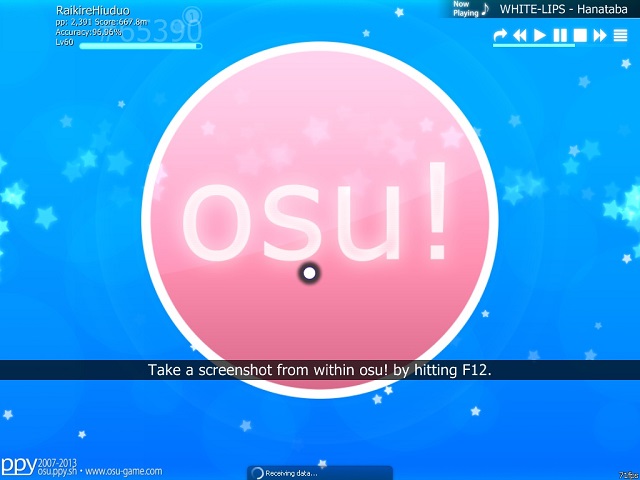 RaikireHiuduo
pp: 2,391 Score:667.8m
Accuracy:96.06%
Lv60
#65390
Now Playing
WHITE-LIPS - Hanataba
osu!
Take a screenshot from within osu! by hitting F12.
ppy
2007-2013
osu.ppy.sh • www.osu-game.com
Receiving data...
71fps